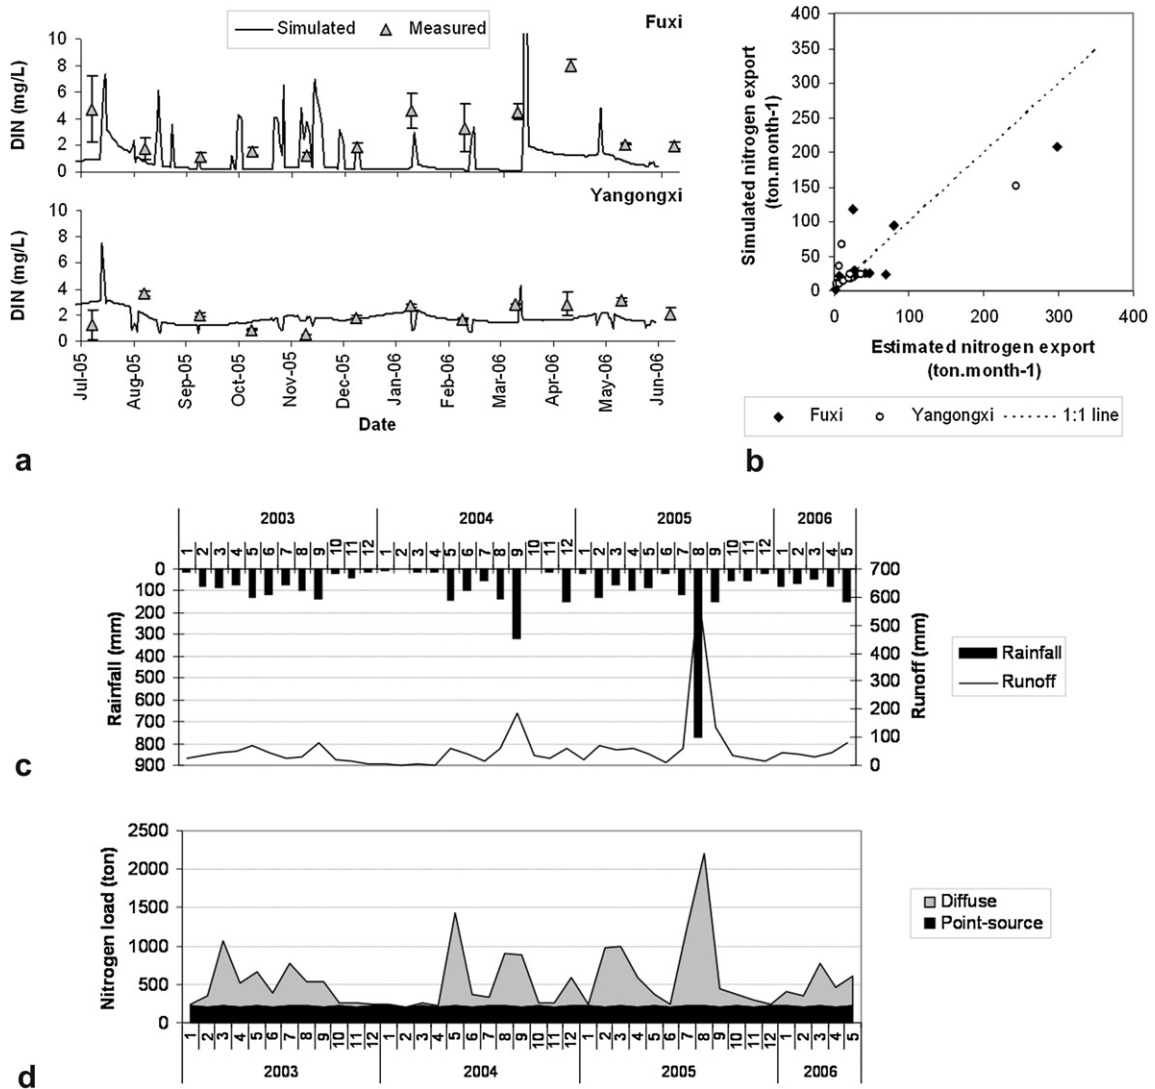 Simulated Measured
Fuxi
DIN (mg/L)
10
8
6
4
2
0
Yangongxi
DIN (mg/L)
10
8
6
4
2
0
Jul-05 Aug-05 Sep-05 Oct-05 Nov-05 Dec-05 Jan-06 Feb-06 Mar-06 Apr-06 May-06 Jun-06
Date
a
Simulated nitrogen export
(ton.month-1)
400
350
300
250
200
150
100
50
0
0 100 200 300 400
Estimated nitrogen export
(ton.month-1)
Fuxi Yangongxi 1:1 line
b
2003 2004 2005 2006
1 2 3 4 5 6 7 8 9 10 11 12 1 2 3 4 5 6 7 8 9 10 11 12 1 2 3 4 5 6 7 8 9 10 11 12 1 2 3 4 5
Rainfall (mm)
0
100
200
300
400
500
600
700
800
900
700
600
500
400
300
200
100
0
Runoff (mm)
Rainfall
Runoff
c
Nitrogen load (ton)
2500
2000
1500
1000
500
0
1 2 3 4 5 6 7 8 9 10 11 12 1 2 3 4 5 6 7 8 9 10 11 12 1 2 3 4 5 6 7 8 9 10 11 12 1 2 3 4 5
2003 2004 2005 2006
Diffuse
Point-source
d